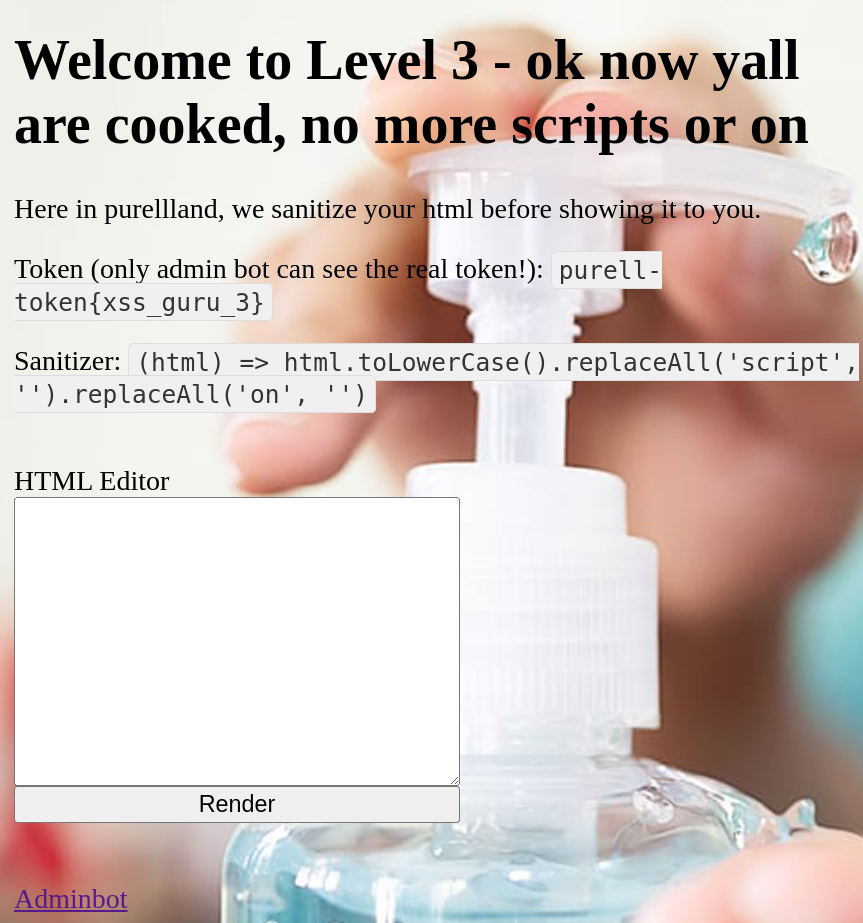 Welcome to Level 3 - ok now yall
are cooked, no more scripts or on
Here in purellland, we sanitize your html before showing it to you.
Token (only admin bot can see the real token!): purell-
token{xss_guru_3}
Sanitizer: (html) => html.toLowerCase().replaceAll('script',
'').replaceAll('on', '')
HTML Editor
Render
Adminbot